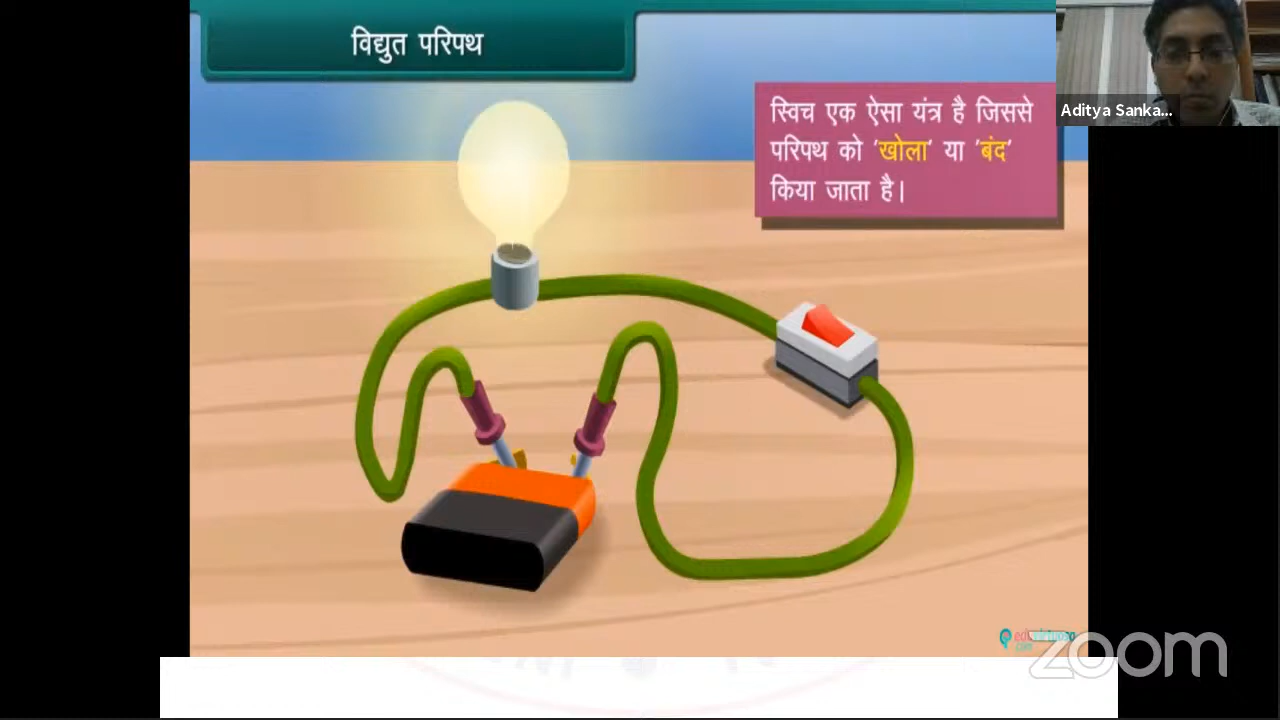 विद्युत परिपथ
स्विच एक ऐसा यंत्र है जिससे
परिपथ को 'खोला' या 'बंद'
किया जाता है।
Aditya Sanka...
zoom